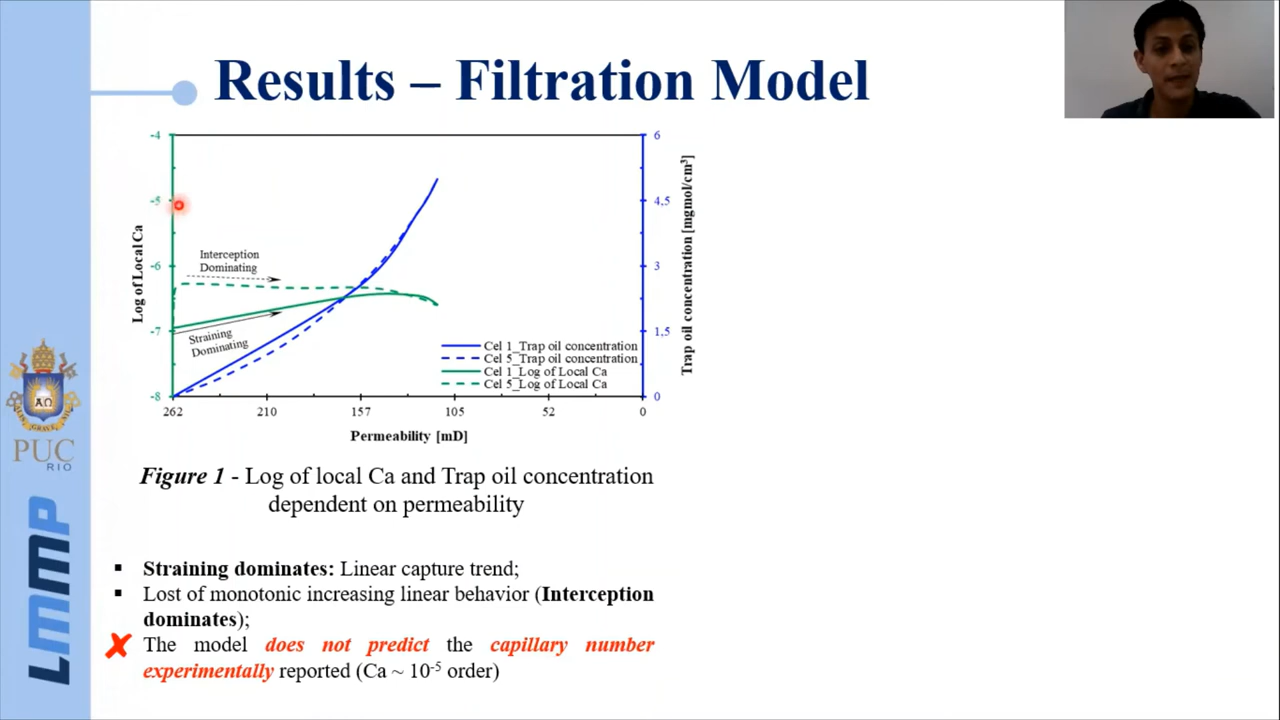 Results – Filtration Model
-4
-5
-6
-7
-8
Log of Local Ca
6
4,5
3
1,5
0
Trap oil concentration [mgmol/cm³]
Interception
Dominating
Straining
Dominating
Cel 1_Trap oil concentration
Cel 5_Trap oil concentration
Cel 1_Log of Local Ca
Cel 5_Log of Local Ca
262 210 157 105 52 0
Permeability [mD]
Figure 1 - Log of local Ca and Trap oil concentration
dependent on permeability
▪ Straining dominates: Linear capture trend;
▪ Lost of monotonic increasing linear behavior (Interception
dominates);
✘ The model does not predict the capillary number
experimentally reported (Ca ~ 10⁻⁵ order)
ΑΩ
PUC
RIO
LMMP